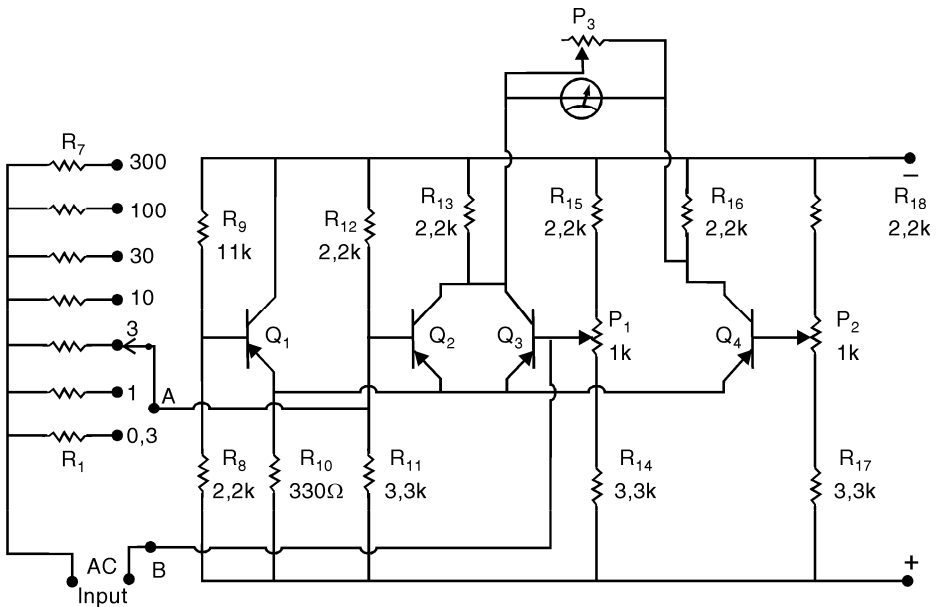 P3
R7
300
100
30
10
3
1
0,3
R1
A
R9
11k
R12
2,2k
R13
2,2k
R15
2,2k
R16
2,2k
R18
2,2k
−
Q1
Q2
Q3
P1
1k
Q4
P2
1k
R8
2,2k
R10
330Ω
R11
3,3k
R14
3,3k
R17
3,3k
AC
Input
B
+